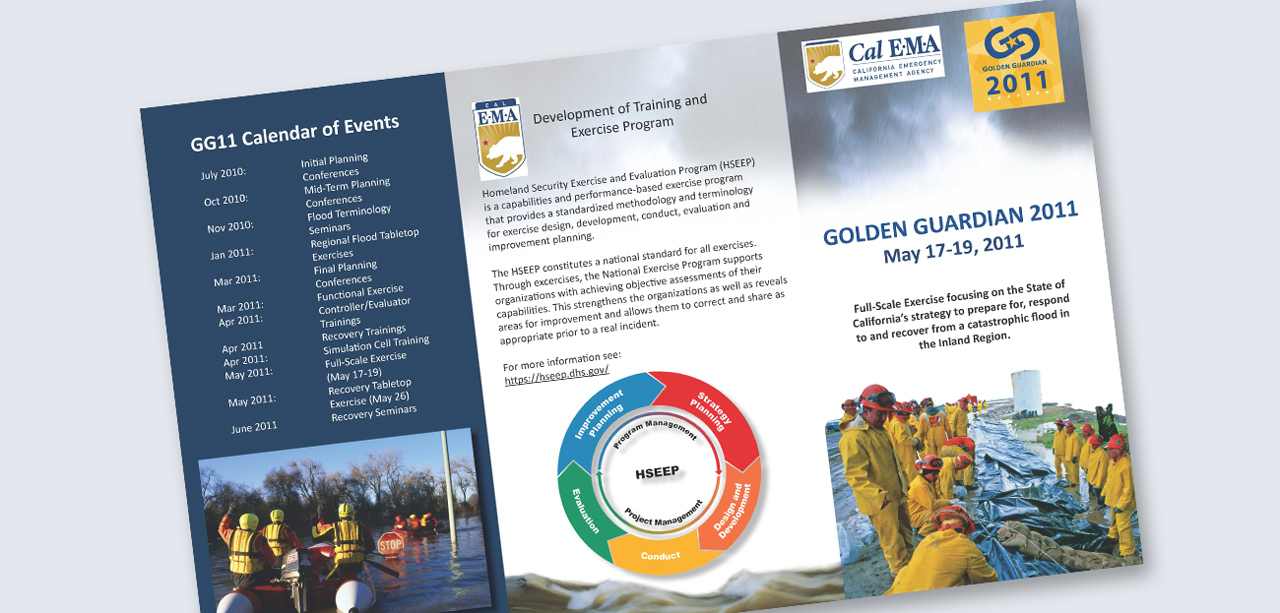 GG11 Calendar of Events
July 2010:
Initial Planning
Conferences
Oct 2010:
Mid-Term Planning
Conferences
Nov 2010:
Flood Terminology
Seminars
Jan 2011:
Regional Flood Tabletop
Exercises
Mar 2011:
Final Planning
Conferences
Mar 2011:
Functional Exercise
Apr 2011:
Controller/Evaluator
Trainings
Apr 2011
Recovery Trainings
Apr 2011:
Simulation Cell Training
May 2011:
Full-Scale Exercise
(May 17-19)
May 2011:
Recovery Tabletop
Exercise (May 26)
June 2011
Recovery Seminars
STOP
CAL
E·M·A
Development of Training and
Exercise Program
Homeland Security Exercise and Evaluation Program (HSEEP)
is a capabilities and performance-based exercise program
that provides a standardized methodology and terminology
for exercise design, development, conduct, evaluation and
improvement planning.
The HSEEP constitutes a national standard for all exercises.
Through excercises, the National Exercise Program supports
organizations with achieving objective assessments of their
capabilities. This strengthens the organizations as well as reveals
areas for improvement and allows them to correct and share as
appropriate prior to a real incident.
For more information see:
https://hseep.dhs.gov/
Improvement
Planning
Strategy
Planning
Program Management
HSEEP
Project Management
Evaluation
Design and
Development
Conduct
Cal E·M·A
CALIFORNIA EMERGENCY
MANAGEMENT AGENCY
GG
GOLDEN GUARDIAN
2011
GOLDEN GUARDIAN 2011
May 17-19, 2011
Full-Scale Exercise focusing on the State of
California's strategy to prepare for, respond
to and recover from a catastrophic flood in
the Inland Region.